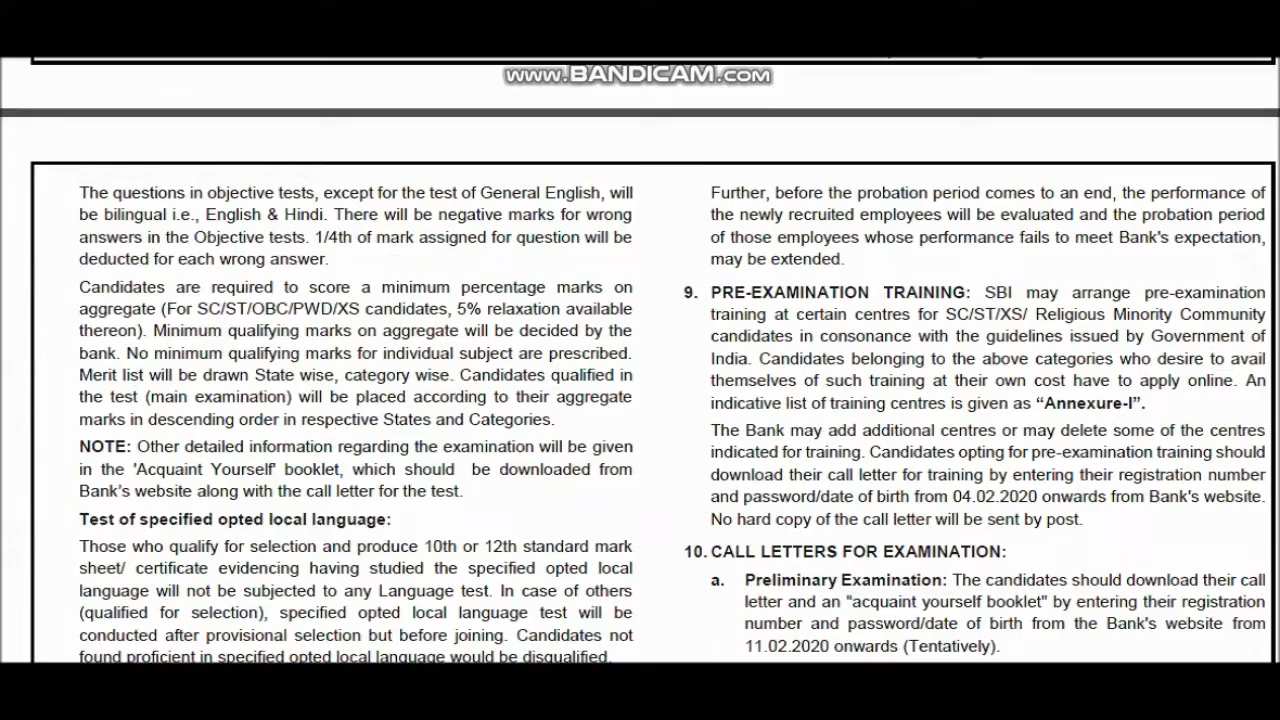 www.BANDICAM.com
The questions in objective tests, except for the test of General English, will
be bilingual i.e., English & Hindi. There will be negative marks for wrong
answers in the Objective tests. 1/4th of mark assigned for question will be
deducted for each wrong answer.
Candidates are required to score a minimum percentage marks on
aggregate (For SC/ST/OBC/PWD/XS candidates, 5% relaxation available
thereon). Minimum qualifying marks on aggregate will be decided by the
bank. No minimum qualifying marks for individual subject are prescribed.
Merit list will be drawn State wise, category wise. Candidates qualified in
the test (main examination) will be placed according to their aggregate
marks in descending order in respective States and Categories.
NOTE: Other detailed information regarding the examination will be given
in the 'Acquaint Yourself' booklet, which should be downloaded from
Bank's website along with the call letter for the test.
Test of specified opted local language:
Those who qualify for selection and produce 10th or 12th standard mark
sheet/ certificate evidencing having studied the specified opted local
language will not be subjected to any Language test. In case of others
(qualified for selection), specified opted local language test will be
conducted after provisional selection but before joining. Candidates not
found proficient in specified opted local language would be disqualified.
Further, before the probation period comes to an end, the performance of
the newly recruited employees will be evaluated and the probation period
of those employees whose performance fails to meet Bank's expectation,
may be extended.
9. PRE-EXAMINATION TRAINING: SBI may arrange pre-examination
training at certain centres for SC/ST/XS/ Religious Minority Community
candidates in consonance with the guidelines issued by Government of
India. Candidates belonging to the above categories who desire to avail
themselves of such training at their own cost have to apply online. An
indicative list of training centres is given as “Annexure-I”.
The Bank may add additional centres or may delete some of the centres
indicated for training. Candidates opting for pre-examination training should
download their call letter for training by entering their registration number
and password/date of birth from 04.02.2020 onwards from Bank's website.
No hard copy of the call letter will be sent by post.
10. CALL LETTERS FOR EXAMINATION:
a. Preliminary Examination: The candidates should download their call
letter and an "acquaint yourself booklet" by entering their registration
number and password/date of birth from the Bank's website from
11.02.2020 onwards (Tentatively).